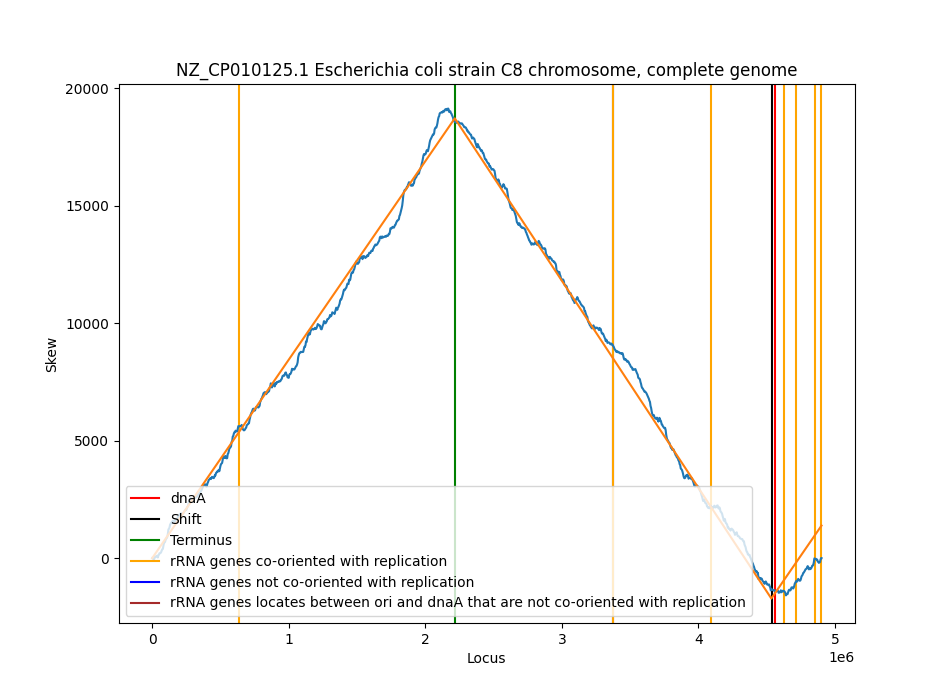 NZ_CP010125.1 Escherichia coli strain C8 chromosome, complete genome
20000
15000
10000
5000
0
Skew
dnaA
Shift
Terminus
rRNA genes co-oriented with replication
rRNA genes not co-oriented with replication
rRNA genes locates between ori and dnaA that are not co-oriented with replication
0 1 2 3 4 5
1e6
Locus